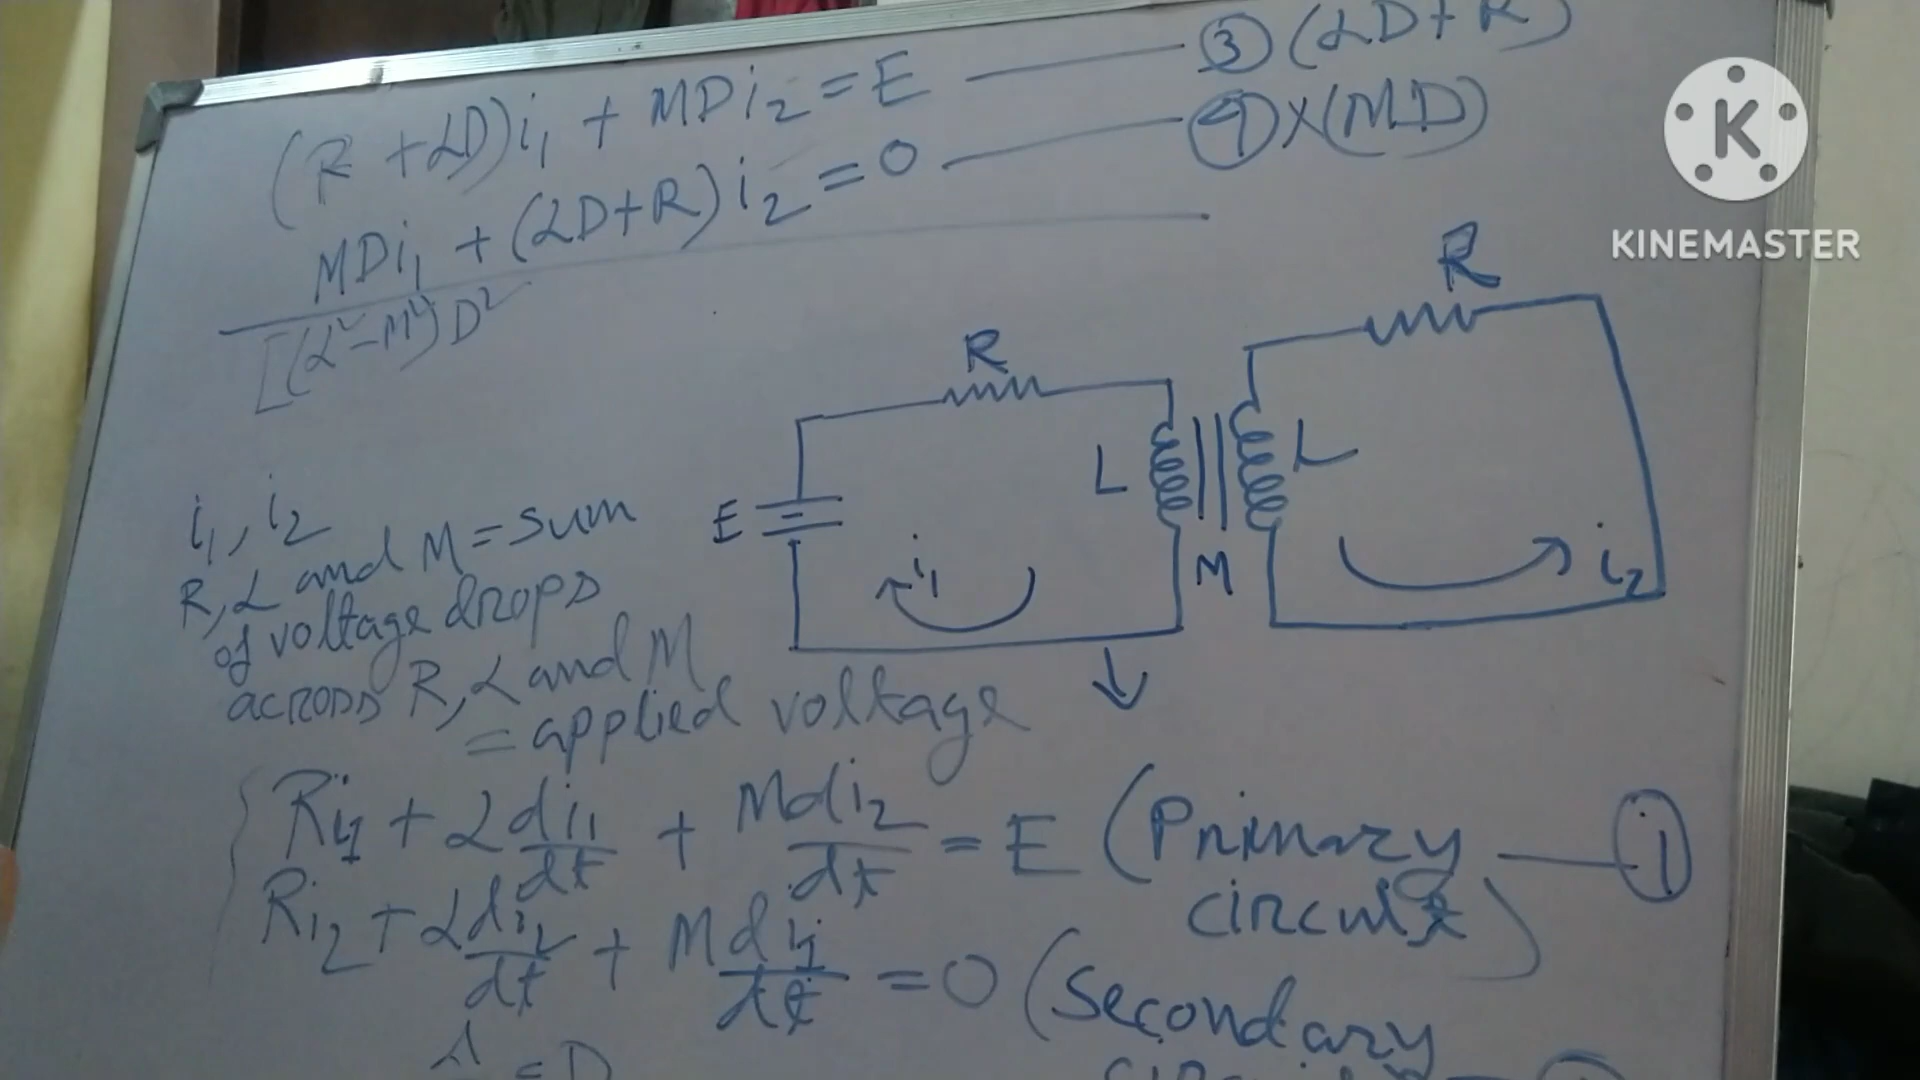 (R + LD)i₁ + MDi₂ = E —— ③ (LD + R)
MDi₁ + (LD + R)i₂ = 0 —— ④ × (MD)
[(L² - M²)D²
K
KINEMASTER
R
R
E
L
L
M
i₁
i₂
i₁, i₂
R, L and M = sum
of voltage drops
across R, L and M
= applied voltage
Ri₁ + L di₁/dt + M di₂/dt = E (Primary circuit) —— ①
Ri₂ + L di₂/dt + M di₁/dt = 0 (Secondary
= D